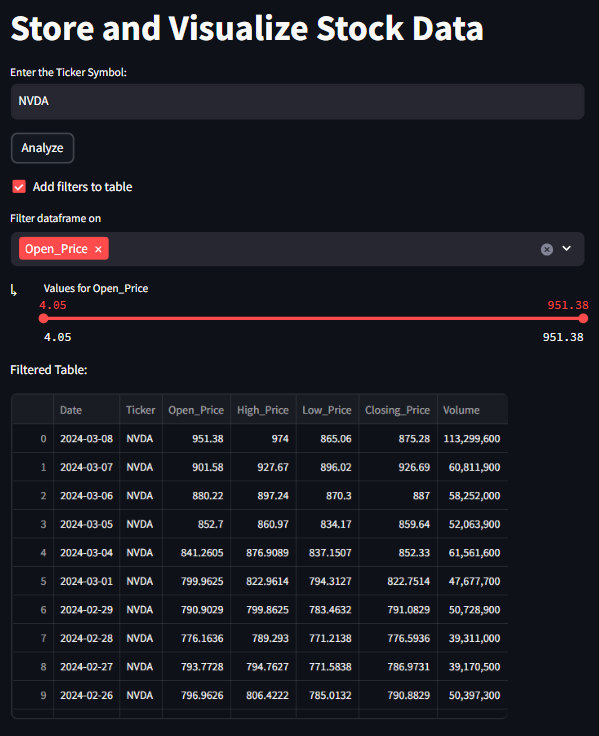 Store and Visualize Stock Data
Enter the Ticker Symbol:
NVDA
Analyze
Add filters to table
Filter dataframe on
Open_Price ×
↳ Values for Open_Price
4.05 951.38
4.05 951.38
Filtered Table:
Date Ticker Open_Price High_Price Low_Price Closing_Price Volume
0 2024-03-08 NVDA 951.38 974 865.06 875.28 113,299,600
1 2024-03-07 NVDA 901.58 927.67 896.02 926.69 60,811,900
2 2024-03-06 NVDA 880.22 897.24 870.3 887 58,252,000
3 2024-03-05 NVDA 852.7 860.97 834.17 859.64 52,063,900
4 2024-03-04 NVDA 841.2605 876.9089 837.1507 852.33 61,561,600
5 2024-03-01 NVDA 799.9625 822.9614 794.3127 822.7514 47,677,700
6 2024-02-29 NVDA 790.9029 799.8625 783.4632 791.0829 50,728,900
7 2024-02-28 NVDA 776.1636 789.293 771.2138 776.5936 39,311,000
8 2024-02-27 NVDA 793.7728 794.7627 771.5838 786.9731 39,170,500
9 2024-02-26 NVDA 796.9626 806.4222 785.0132 790.8829 50,397,300